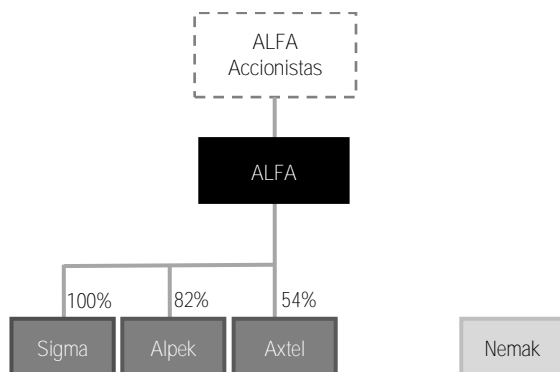 ALFA
Accionistas
ALFA
100%
82%
54%
Sigma
Alpek
Axtel
Nemak